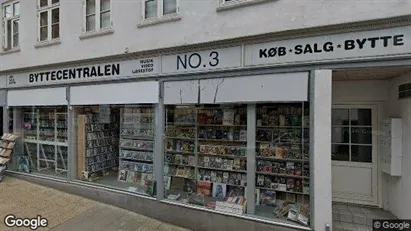 BYTTECENTRALEN
MUSIK
VIDEO
LÆSESTOF
NO. 3
KØB · SALG · BYTTE
Google
© Google